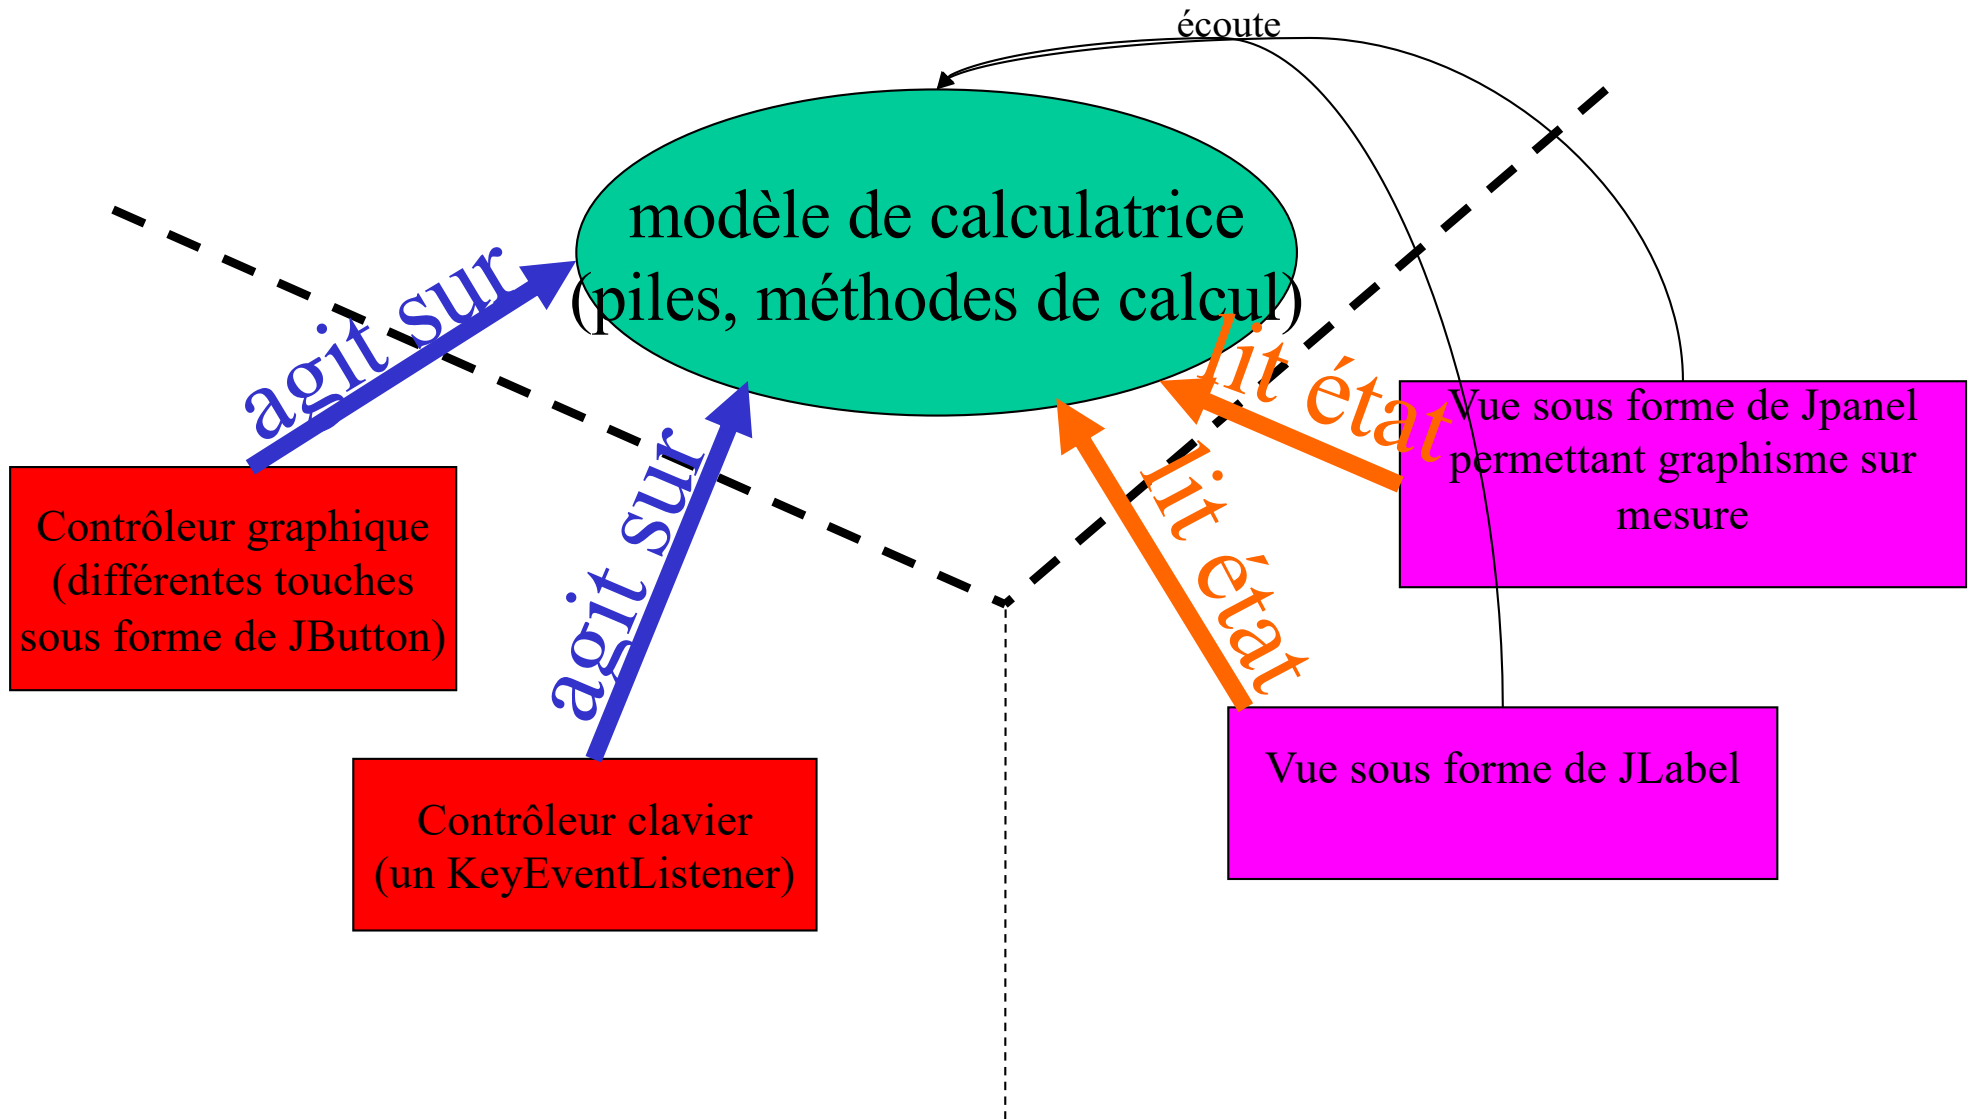 écoute
modèle de calculatrice
(piles, méthodes de calcul)
agit sur
lit état
Vue sous forme de Jpanel
permettant graphisme sur
mesure
agit sur
lit état
Contrôleur graphique
(différentes touches
sous forme de JButton)
Vue sous forme de JLabel
Contrôleur clavier
(un KeyEventListener)